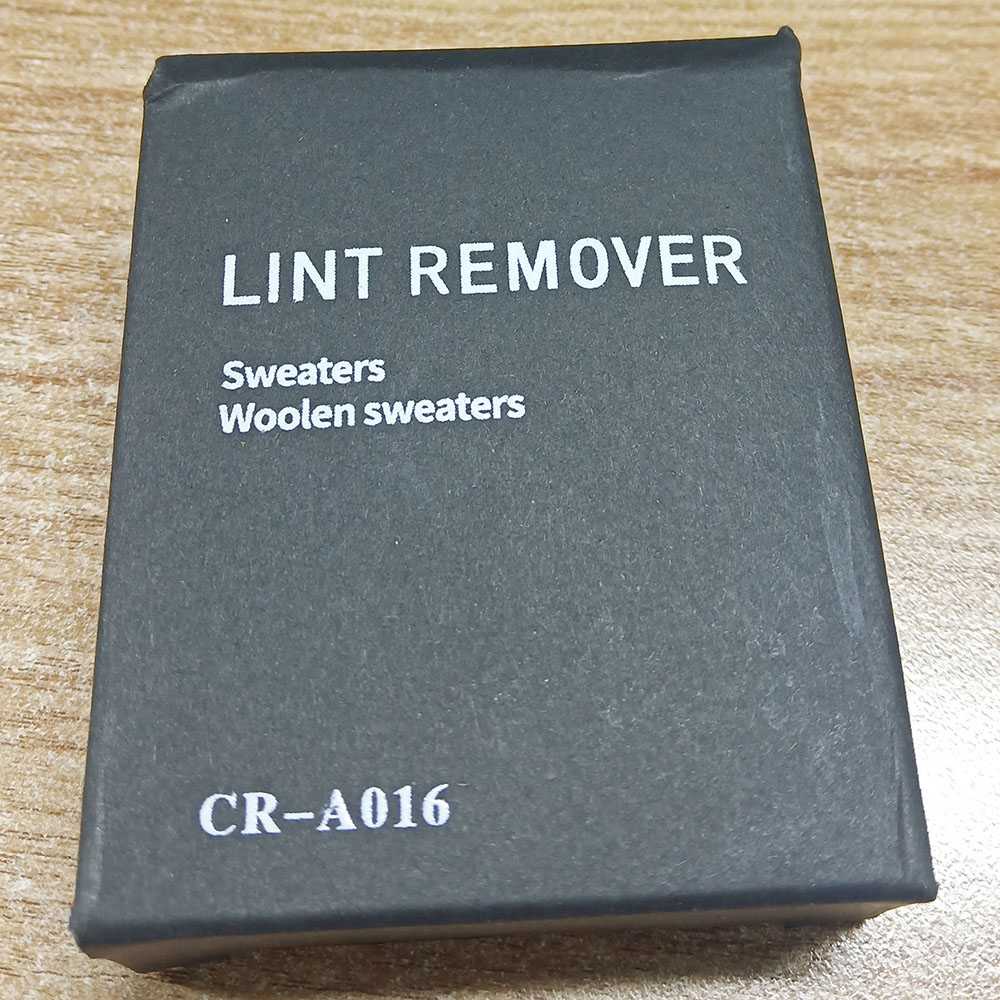 LINT REMOVER
Sweaters
Woolen sweaters
CR-A016